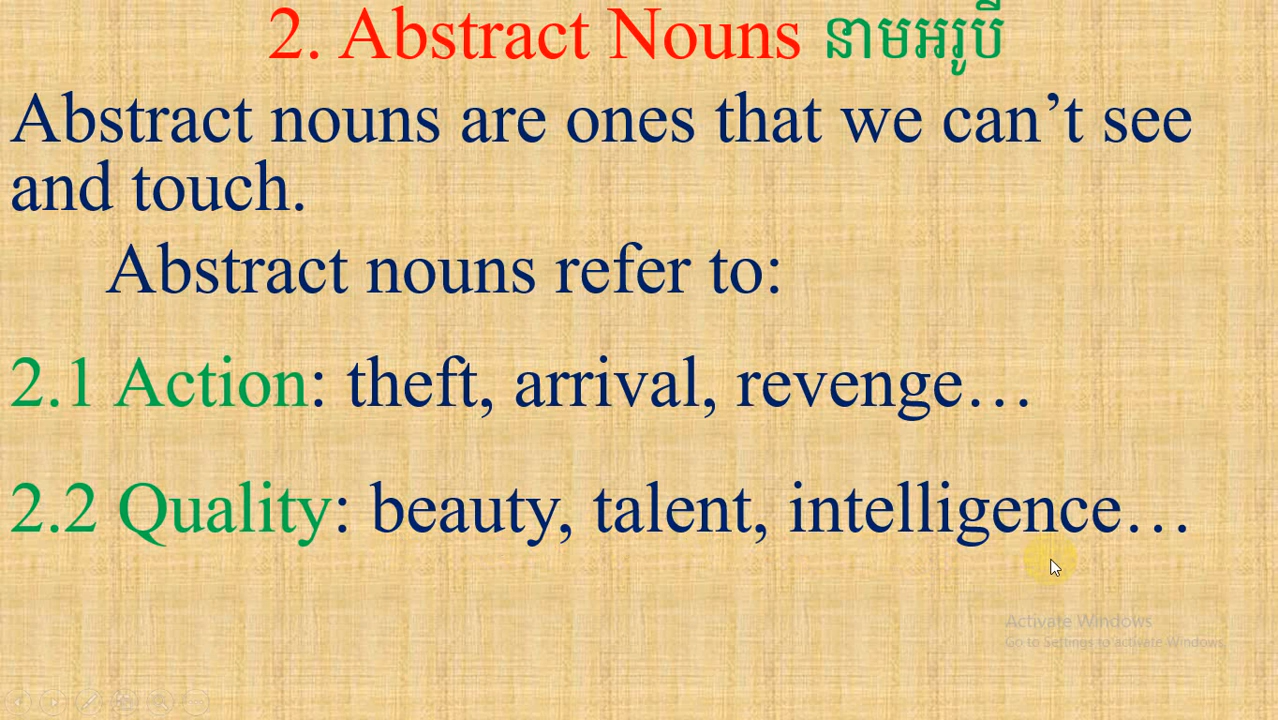 2. Abstract Nouns នាមអរូបី
Abstract nouns are ones that we can’t see
and touch.
Abstract nouns refer to:
2.1 Action: theft, arrival, revenge…
2.2 Quality: beauty, talent, intelligence…
Activate Windows
Go to Settings to activate Windows.